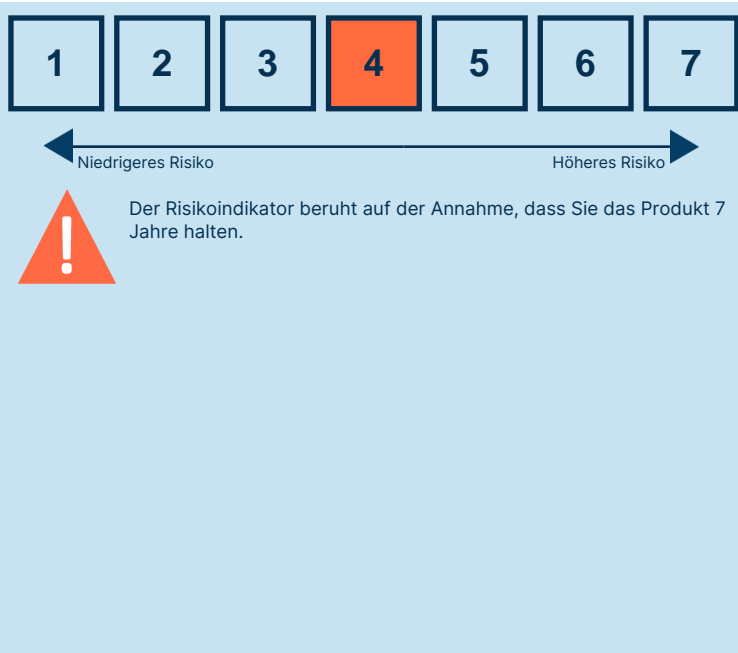 1 2 3 4 5 6 7
Niedrigeres Risiko Höheres Risiko
!
Der Risikoindikator beruht auf der Annahme, dass Sie das Produkt 7
Jahre halten.